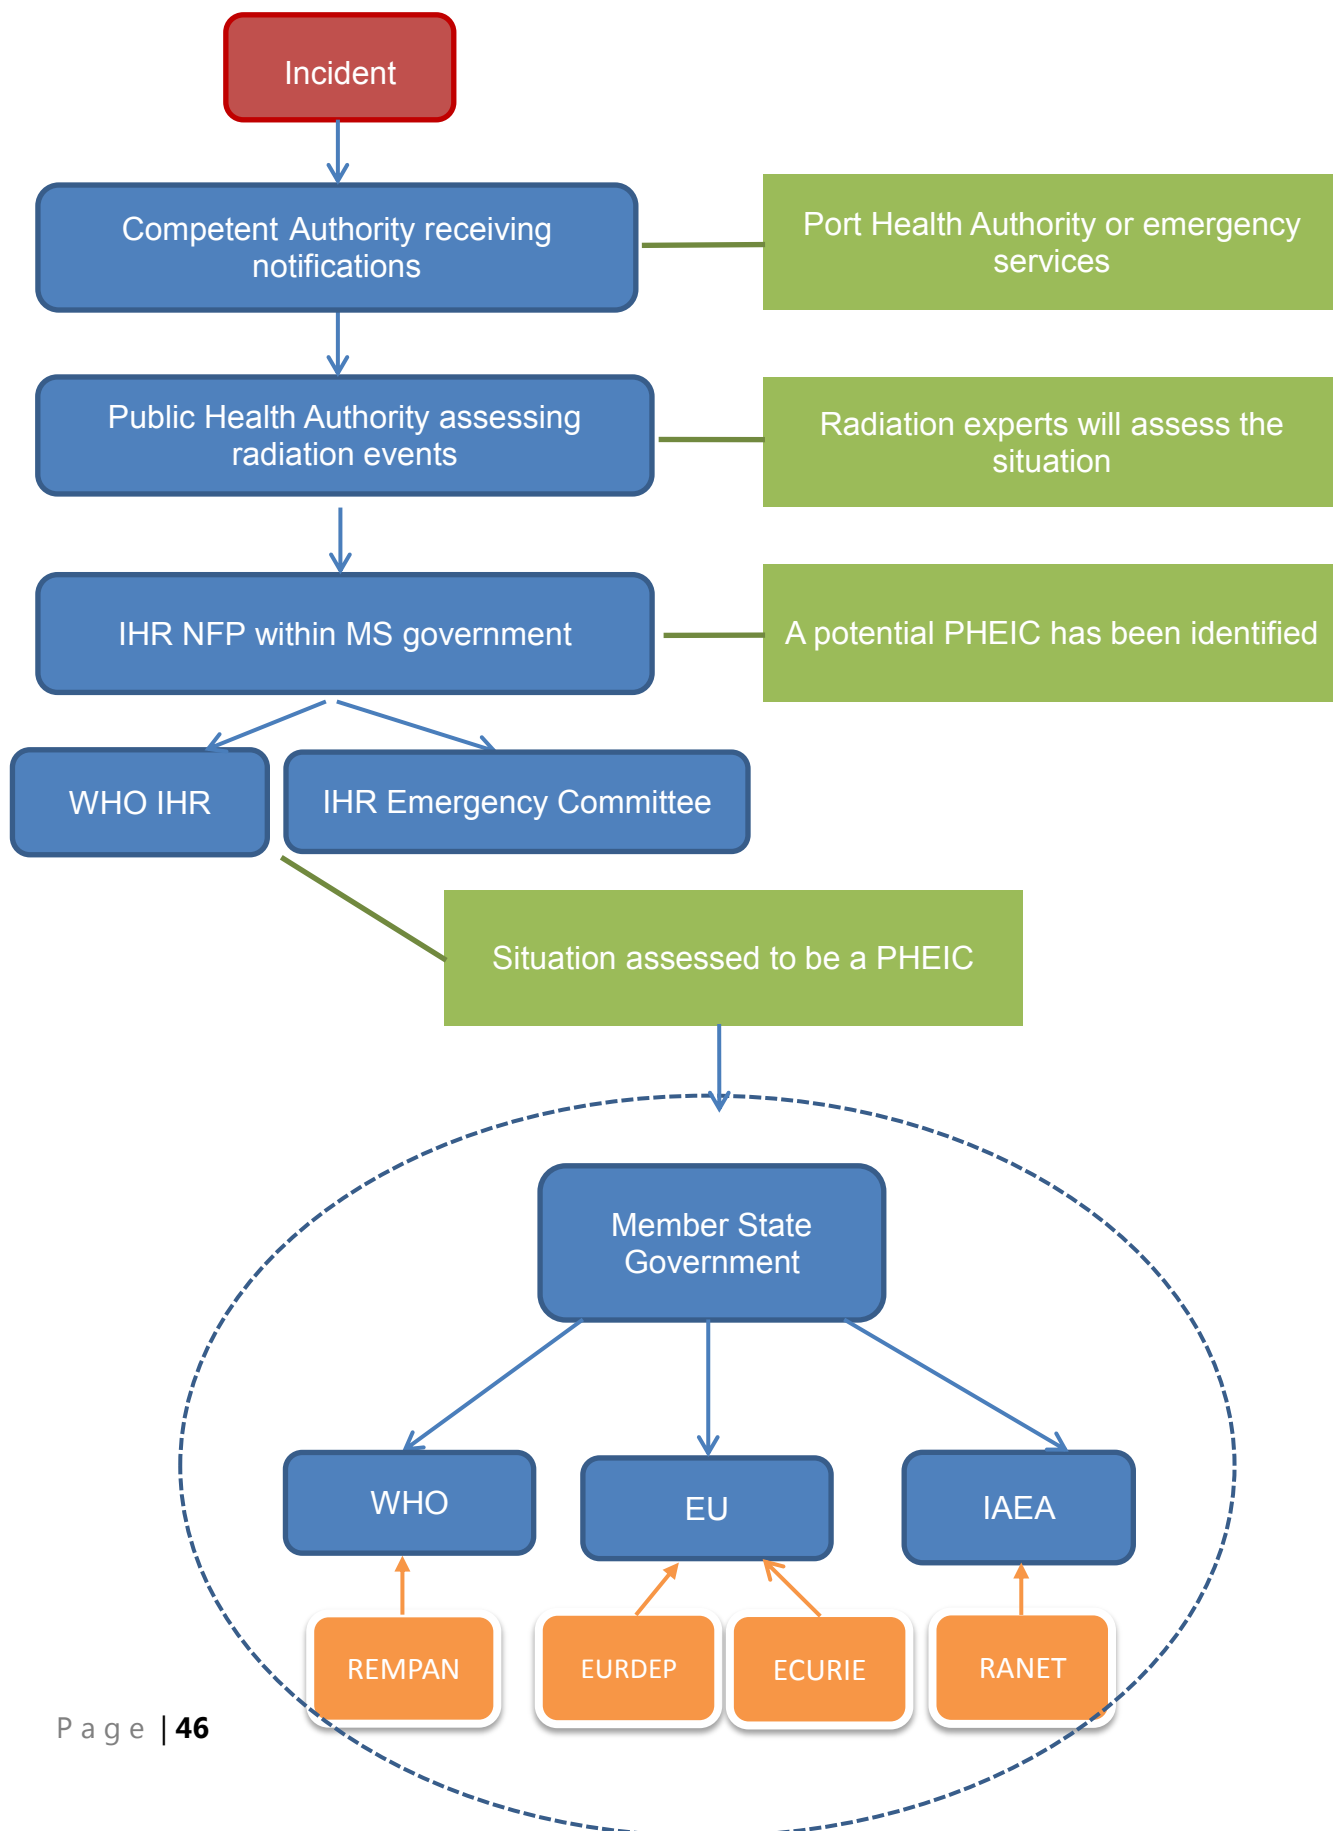 Incident
Competent Authority receiving
notifications
Port Health Authority or emergency
services
Public Health Authority assessing
radiation events
Radiation experts will assess the
situation
IHR NFP within MS government
A potential PHEIC has been identified
WHO IHR
IHR Emergency Committee
Situation assessed to be a PHEIC
Member State
Government
WHO
EU
IAEA
REMPAN
EURDEP
ECURIE
RANET
Page | 46